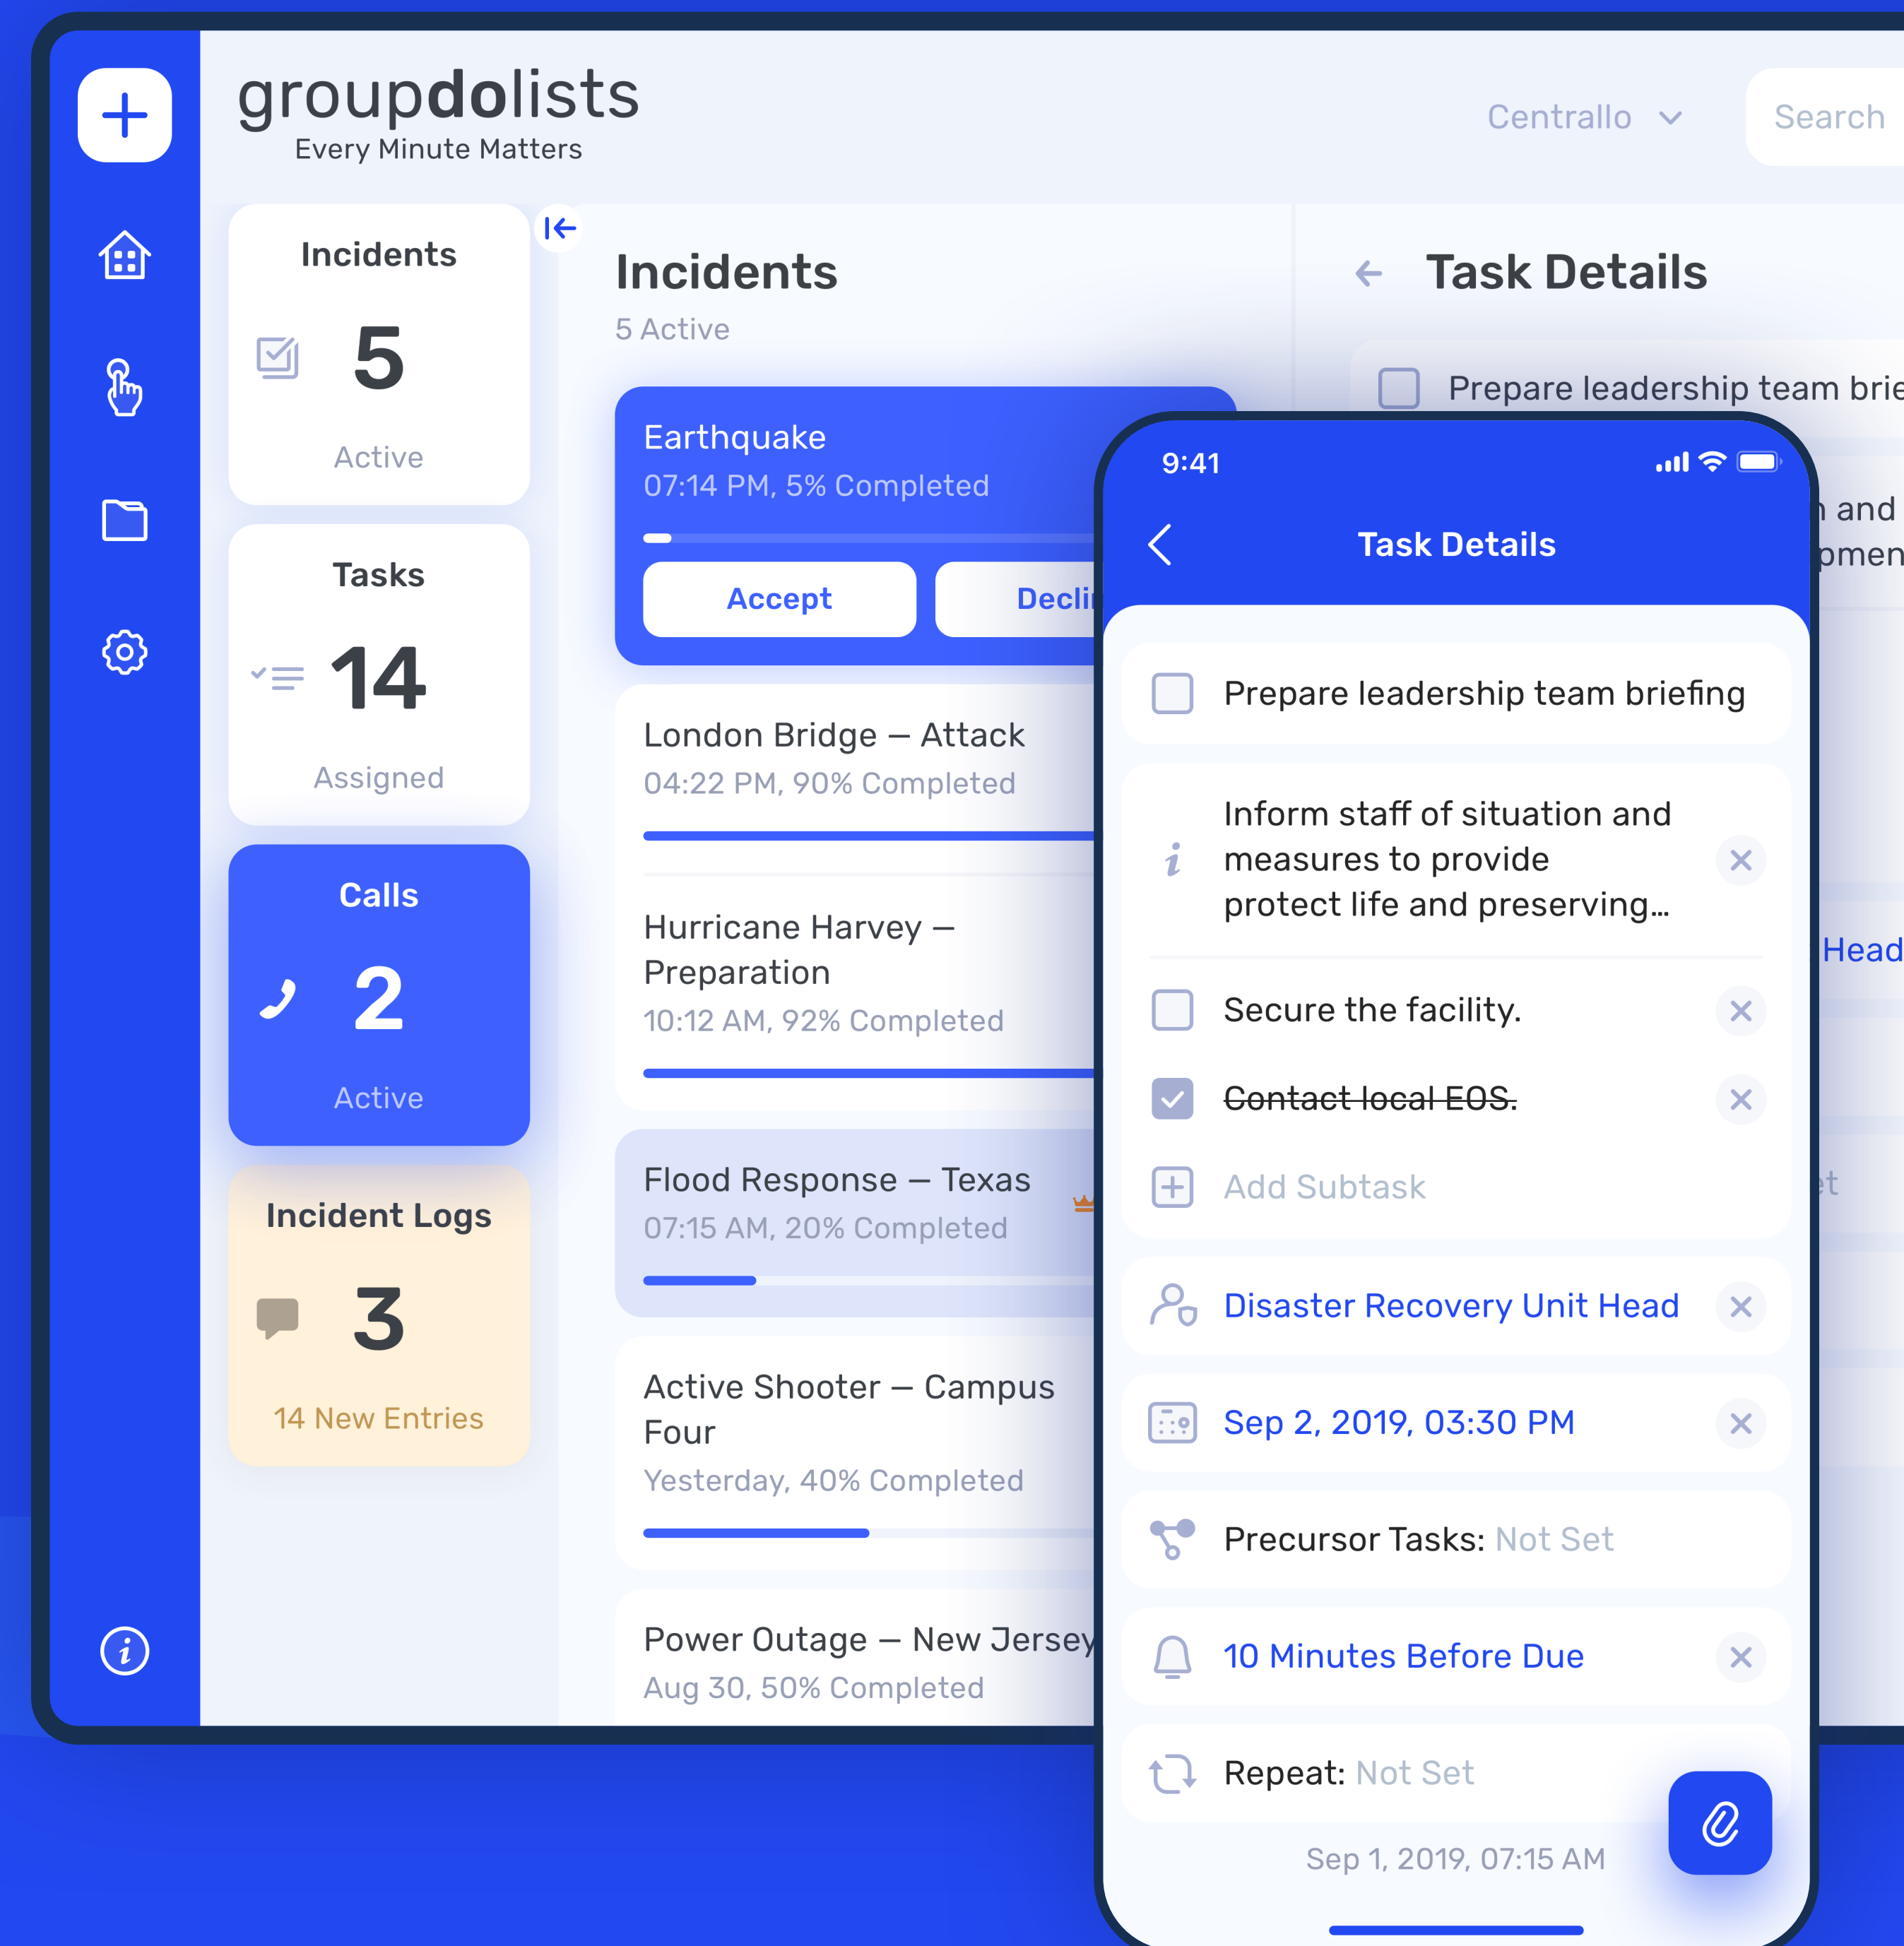 groupdolists
Every Minute Matters
Centrallo
Search
Incidents
5
Active
Tasks
14
Assigned
Calls
2
Active
Incident Logs
3
14 New Entries
Incidents
5 Active
Earthquake
07:14 PM, 5% Completed
Accept
London Bridge – Attack
04:22 PM, 90% Completed
Hurricane Harvey –
Preparation
10:12 AM, 92% Completed
Flood Response – Texas
07:15 AM, 20% Completed
Active Shooter – Campus
Four
Yesterday, 40% Completed
Power Outage – New Jersey
Aug 30, 50% Completed
Task Details
Prepare leadership team
and
Head
9:41
Task Details
Prepare leadership team briefing
Inform staff of situation and
measures to provide
protect life and preserving...
Secure the facility.
Contact local EOS.
Add Subtask
Disaster Recovery Unit Head
Sep 2, 2019, 03:30 PM
Precursor Tasks: Not Set
10 Minutes Before Due
Repeat: Not Set
Sep 1, 2019, 07:15 AM